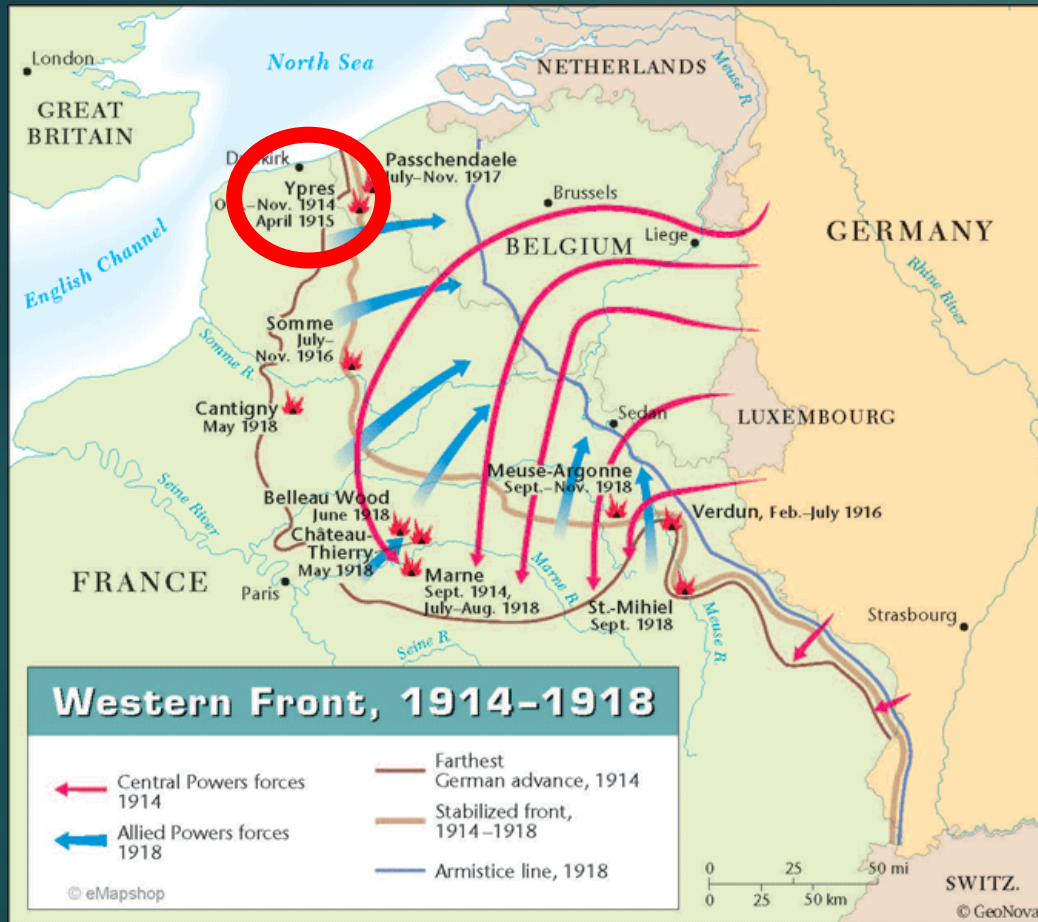 London
North Sea
NETHERLANDS
Meuse R.
GREAT
BRITAIN
Passchendaele
July–Nov. 1917
Ypres
Nov. 1914
April 1915
Brussels
BELGIUM
Liege
GERMANY
English Channel
Rhine River
Somme
July–
Nov. 1916
Somme R.
Cantigny
May 1918
Sedan
LUXEMBOURG
Meuse-Argonne
Sept.–Nov. 1918
Verdun, Feb.–July 1916
Seine River
Belleau Wood
June 1918
Château-
Thierry
May 1918
FRANCE
Paris
Marne
Sept. 1914,
July–Aug. 1918
Marne R.
St.-Mihiel
Sept. 1918
Meuse R.
Strasbourg
Seine R.
Western Front, 1914–1918
Central Powers forces
1914
Allied Powers forces
1918
Farthest
German advance, 1914
Stabilized front,
1914–1918
Armistice line, 1918
© eMapshop
0 25 50 mi
0 25 50 km
SWITZ.
© GeoNova